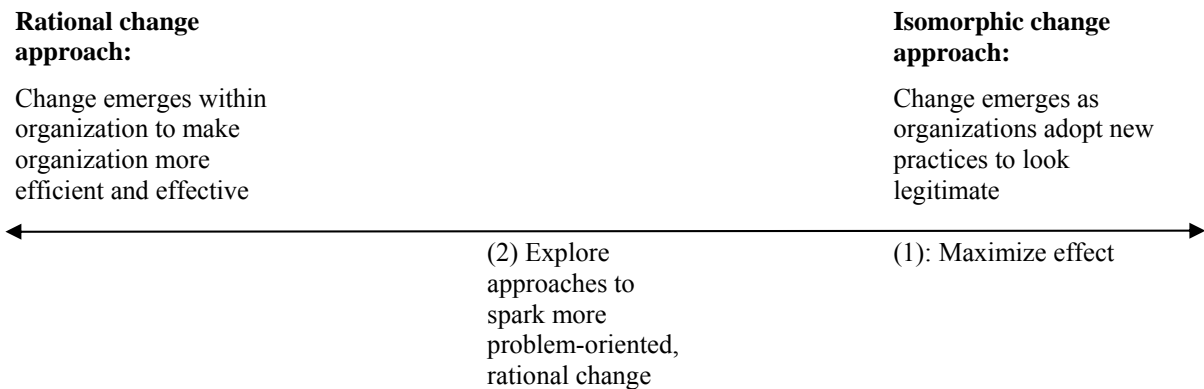 Rational change
approach:
Change emerges within
organization to make
organization more
efficient and effective
Isomorphic change
approach:
Change emerges as
organizations adopt new
practices to look
legitimate
(2) Explore
approaches to
spark more
problem-oriented,
rational change
(1): Maximize effect